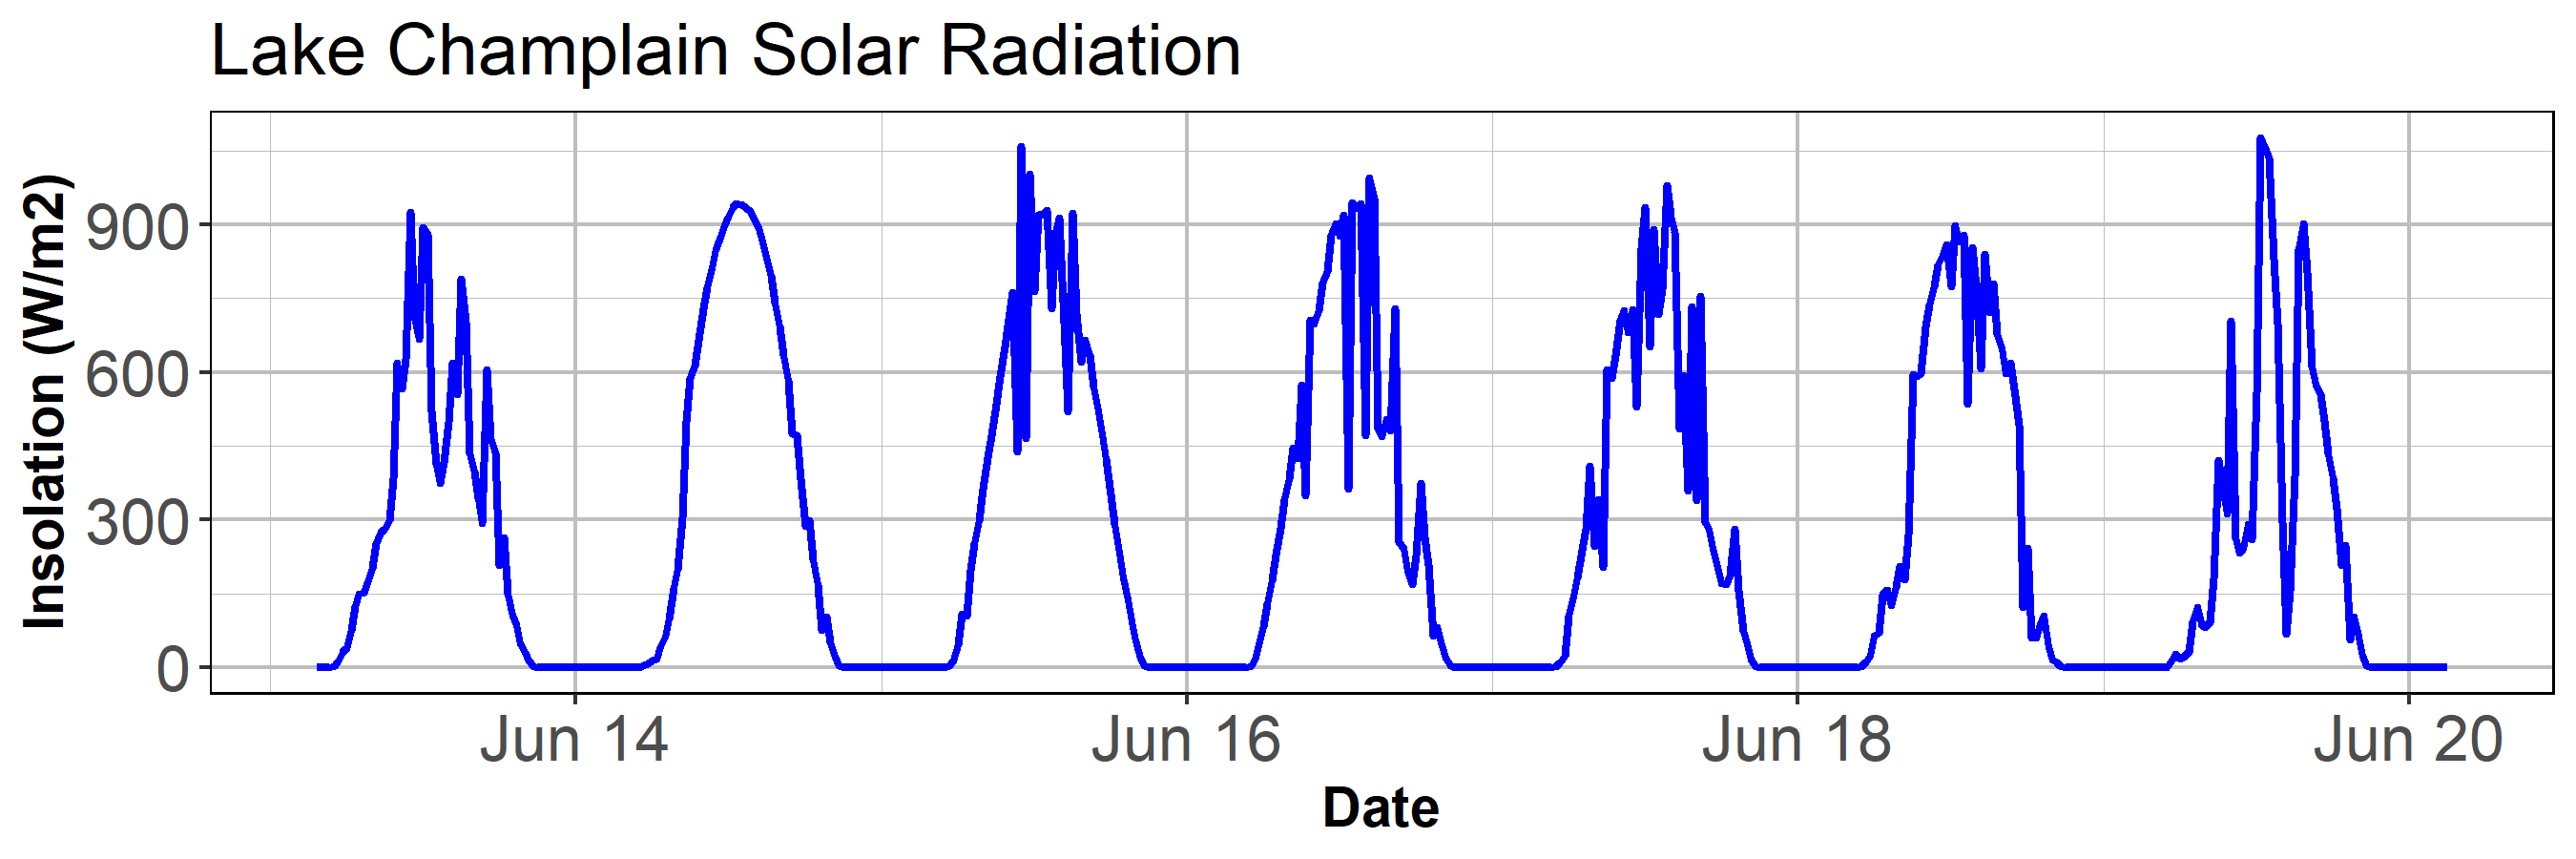 Lake Champlain Solar Radiation
Insolation (W/m2)
900
600
300
0
Jun 14 Jun 16 Jun 18 Jun 20
Date